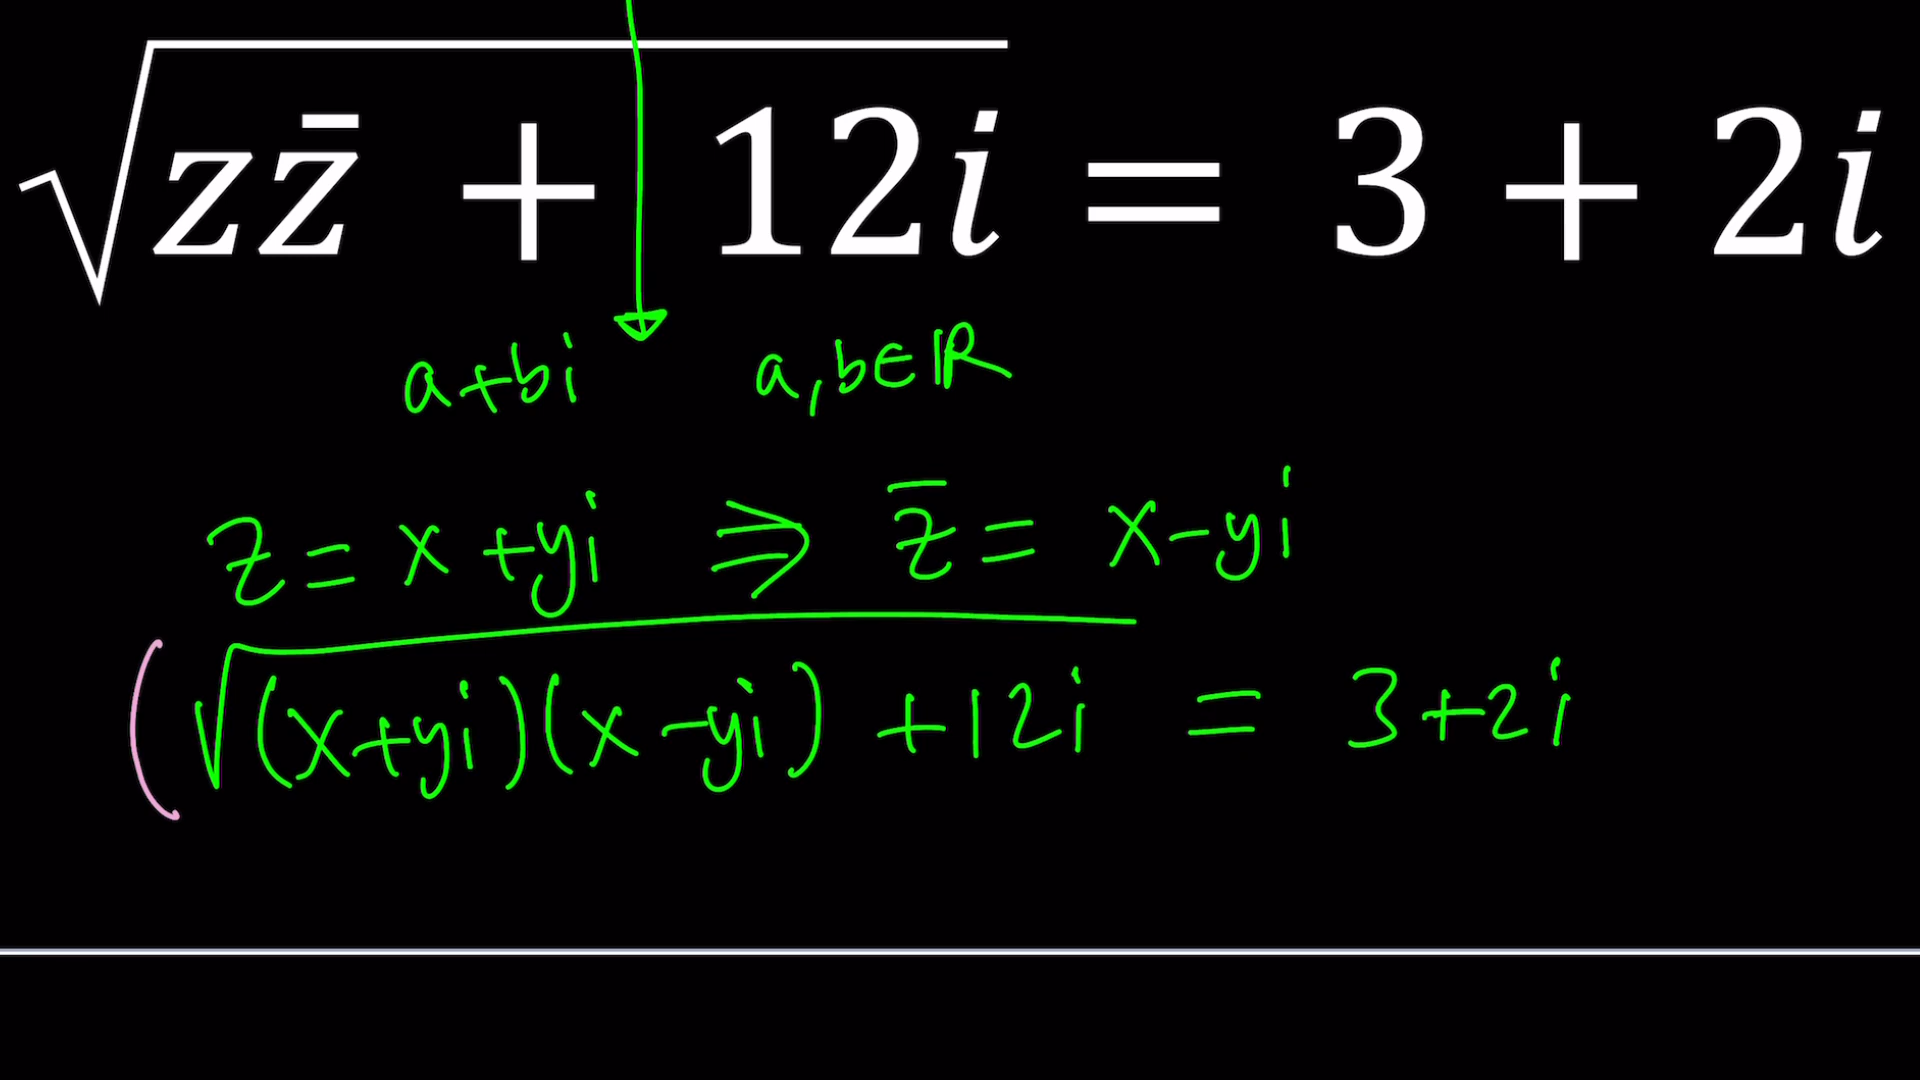 √(zz̄ + 12i) = 3 + 2i
a+bi a,b∈ℝ
z = x+yi ⇒ z̄ = x-yi
(√((x+yi)(x-yi) +12i) = 3+2i